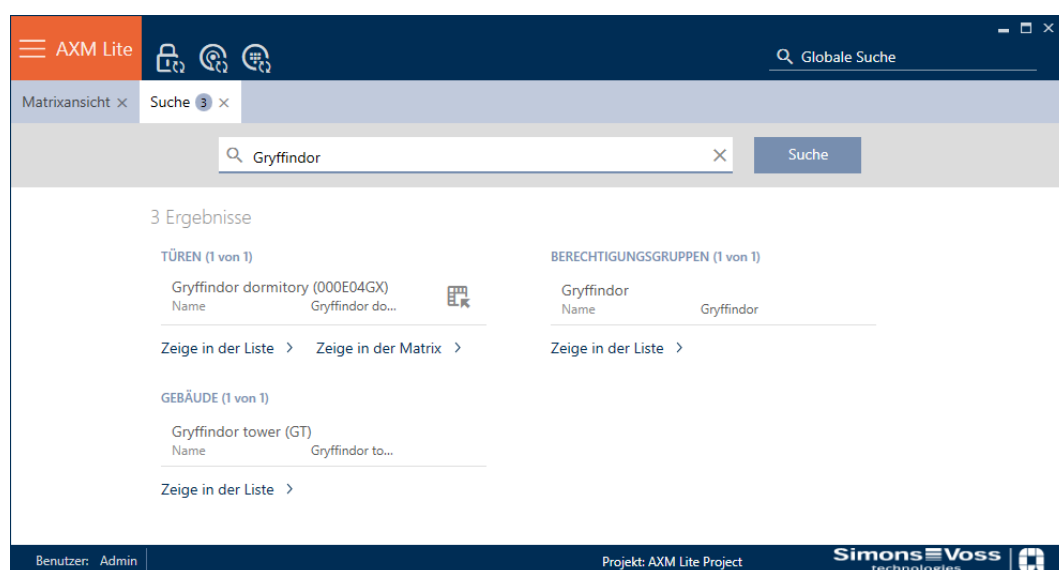 AXM Lite
Globale Suche
Matrixansicht
Suche 3
Gryffindor
Suche
3 Ergebnisse
TÜREN (1 von 1)
Gryffindor dormitory (000E04GX)
Name Gryffindor do...
Zeige in der Liste
Zeige in der Matrix
BERECHTIGUNGSGRUPPEN (1 von 1)
Gryffindor
Name Gryffindor
Zeige in der Liste
GEBÄUDE (1 von 1)
Gryffindor tower (GT)
Name Gryffindor to...
Zeige in der Liste
Benutzer: Admin
Projekt: AXM Lite Project
Simons Voss
technologies